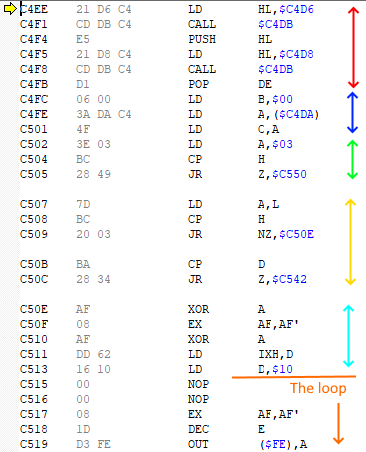 C4EE 21 D6 C4 LD HL,$C4D6
C4F1 CD DB C4 CALL $C4DB
C4F4 E5 PUSH HL
C4F5 21 D8 C4 LD HL,$C4D8
C4F8 CD DB C4 CALL $C4DB
C4FB D1 POP DE
C4FC 06 00 LD B,$00
C4FE 3A DA C4 LD A,($C4DA)
C501 4F LD C,A
C502 3E 03 LD A,$03
C504 BC CP H
C505 28 49 JR Z,$C550
C507 7D LD A,L
C508 BC CP H
C509 20 03 JR NZ,$C50E
C50B BA CP D
C50C 28 34 JR Z,$C542
C50E AF XOR A
C50F 08 EX AF,AF'
C510 AF XOR A
C511 DD 62 LD IXH,D
C513 16 10 LD D,$10
C515 00 NOP
The loop
C516 00 NOP
C517 08 EX AF,AF'
C518 1D DEC E
C519 D3 FE OUT ($FE),A